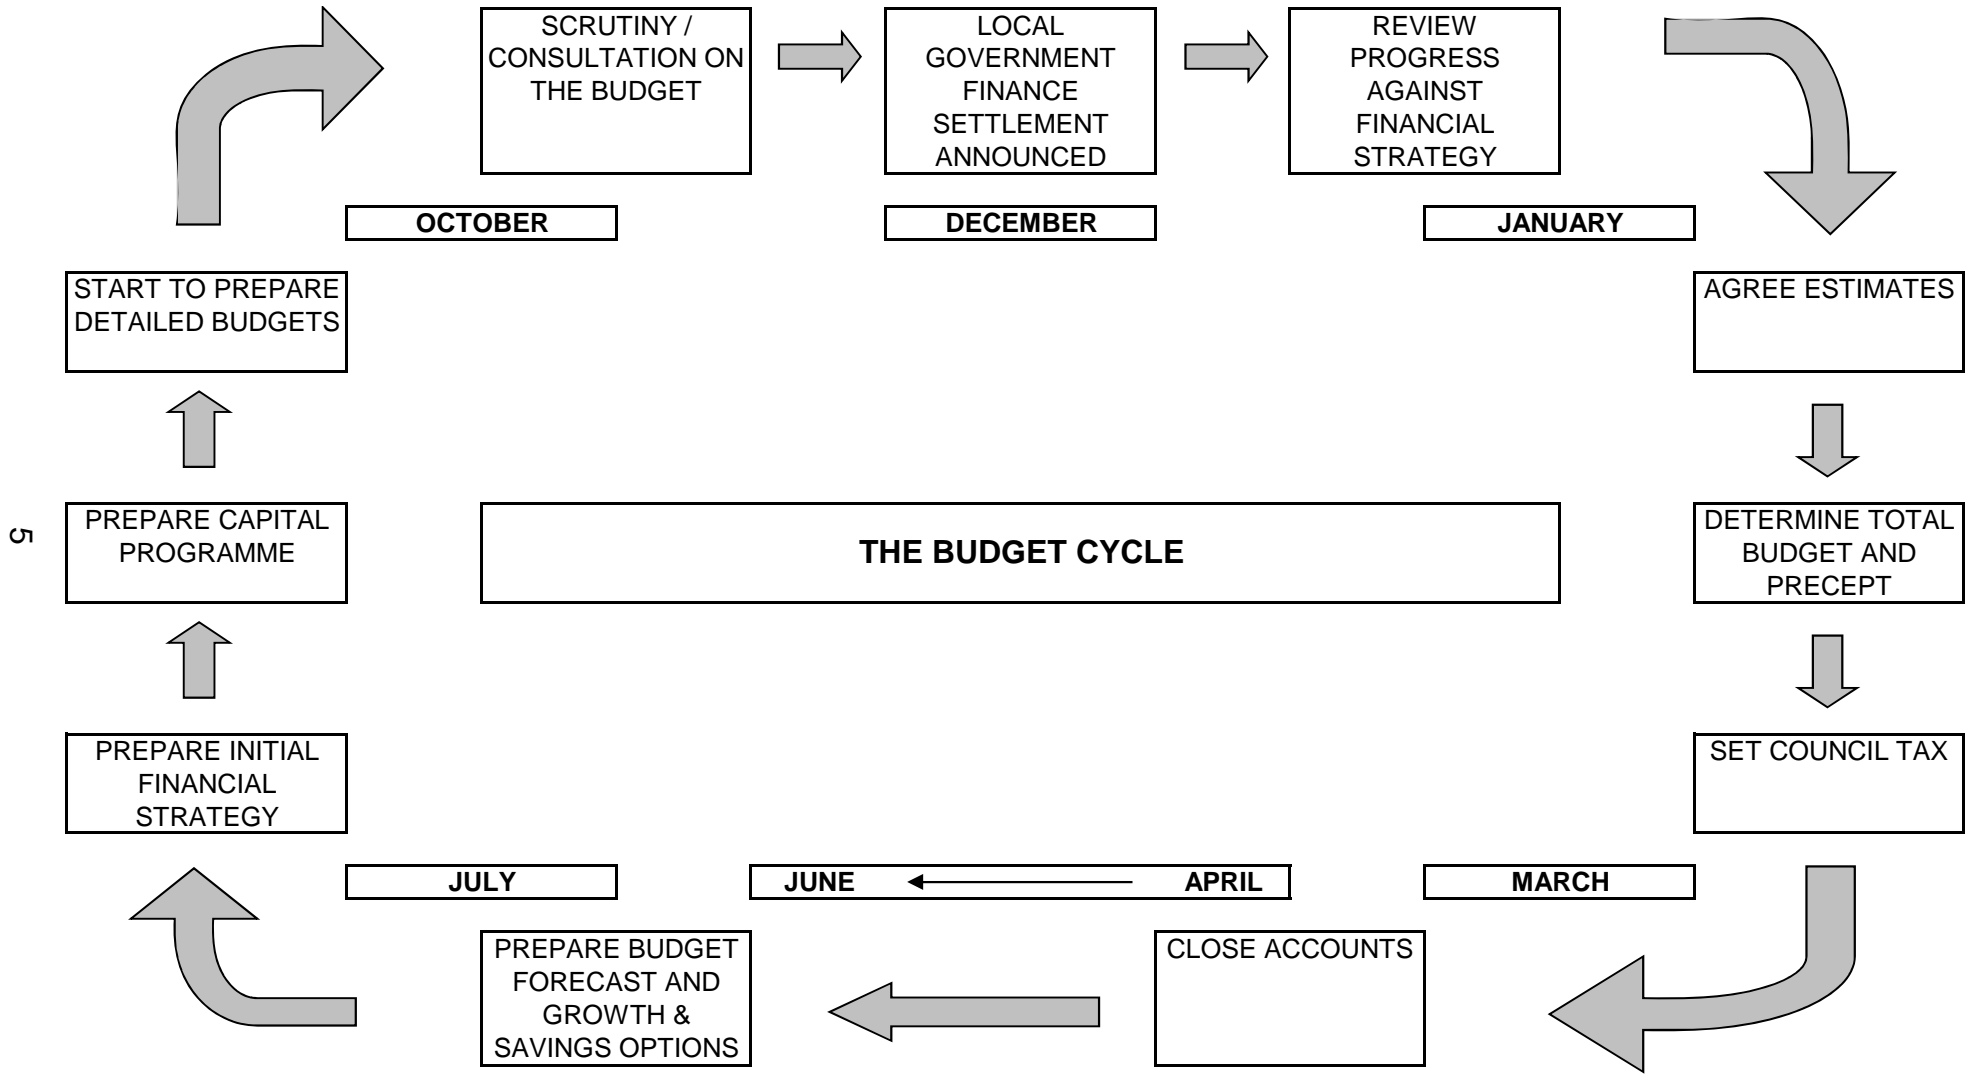 SCRUTINY /
CONSULTATION ON
THE BUDGET
LOCAL
GOVERNMENT
FINANCE
SETTLEMENT
ANNOUNCED
REVIEW
PROGRESS
AGAINST
FINANCIAL
STRATEGY
OCTOBER
DECEMBER
JANUARY
START TO PREPARE
DETAILED BUDGETS
AGREE ESTIMATES
5
PREPARE CAPITAL
PROGRAMME
THE BUDGET CYCLE
DETERMINE TOTAL
BUDGET AND
PRECEPT
PREPARE INITIAL
FINANCIAL
STRATEGY
SET COUNCIL TAX
JULY
JUNE
APRIL
MARCH
PREPARE BUDGET
FORECAST AND
GROWTH &
SAVINGS OPTIONS
CLOSE ACCOUNTS